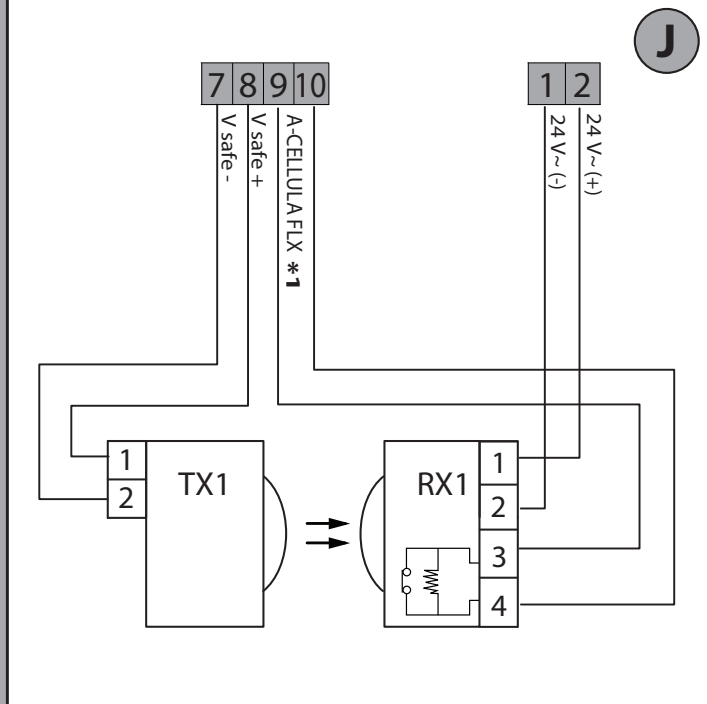 J
7 8 9 10
1 2
V safe -
V safe +
A-CELLULA FLX *1
24 V~ (-)
24 V~ (+)
1
2
TX1
RX1
1
2
3
4